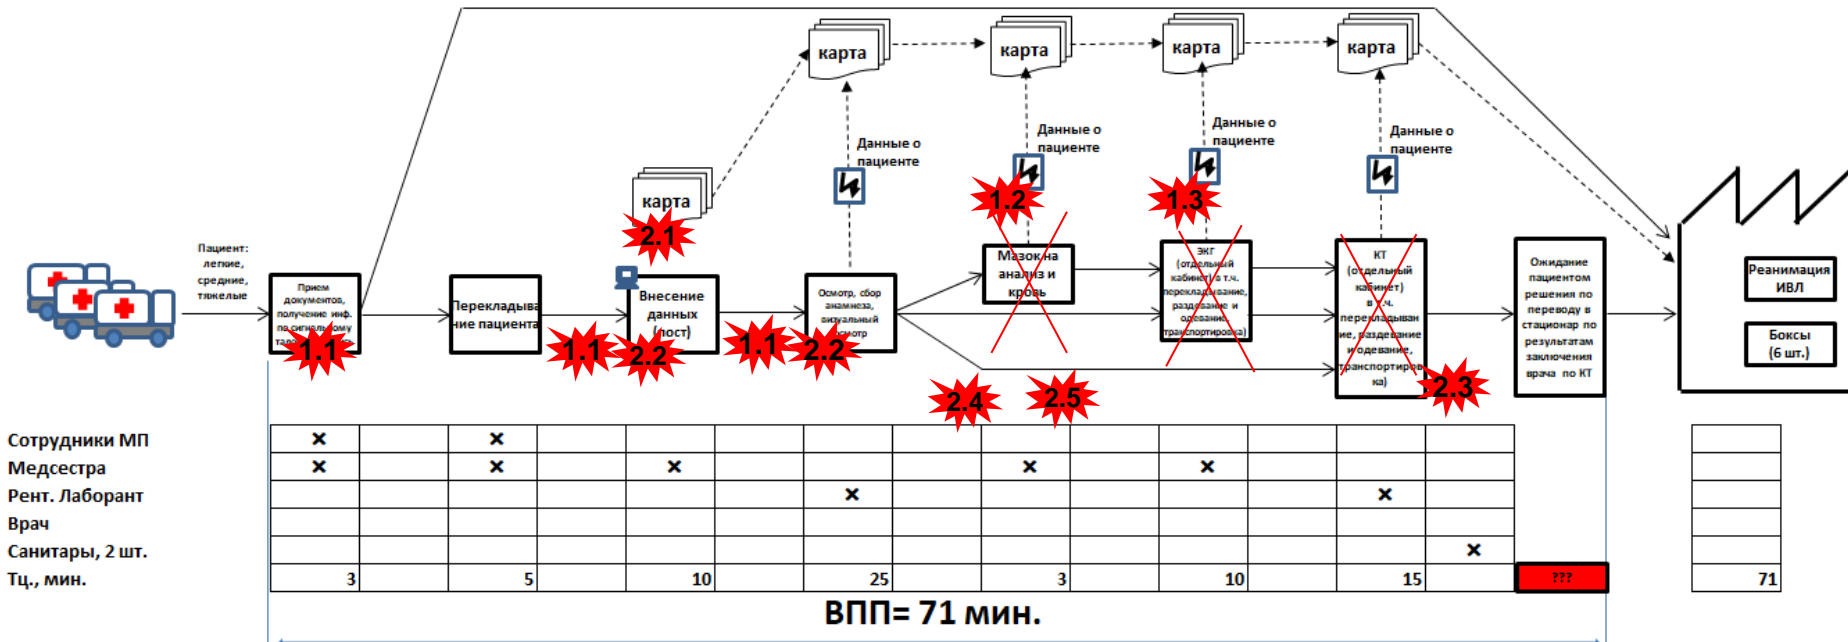 карта
карта
карта
карта
Данные о
пациенте
Данные о
пациенте
Данные о
пациенте
Данные о
пациенте
карта
2.1
1.2
1.3
Пациент:
легкие,
средние,
тяжелые
Прием
документов,
получение инф.
по сигнальному
1.1
Перекладыва
ние пациента
1.1
Внесение
данных
(пост)
2.2
1.1
Осмотр, сбор
анамнеза,
визуальный
осмотр
2.2
Мазок на
анализ и
кровь
2.4
2.5
ЭКГ
(отдельный
кабинет) в т.ч.
перекладывание,
раздевание и
одевание,
транспортировка)
КТ
(отдельный
кабинет)
в т.ч.
перекладыван
ие, раздевание
и одевание,
транспортиров
ка)
2.3
Ожидание
пациентом
решения по
переводу в
стационар по
результатам
заключения
врача по КТ
Реанимация
ИВЛ
Боксы
(6 шт.)
Сотрудники МП
Медсестра
Рент. Лаборант
Врач
Санитары, 2 шт.
Тц., мин. 3 5 10 25 3 10 15 ??? 71
ВПП= 71 мин.